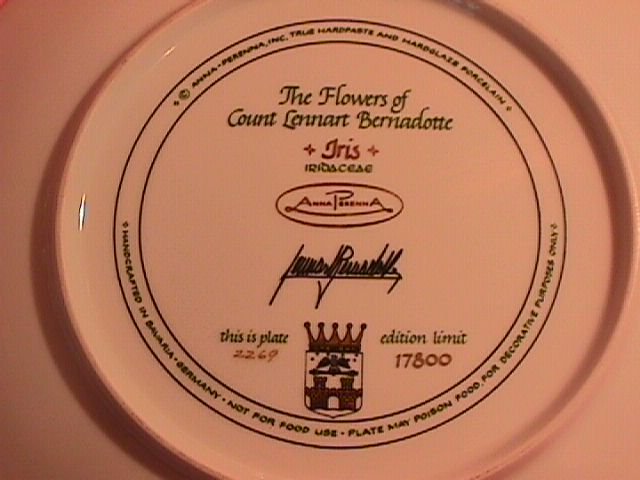 © ANNA-PERENNA, INC. TRUE HARDPASTE AND HARDGLAZE PORCELAIN
The Flowers of
Count Lennart Bernadotte
Iris
IRIDACEAE
ANNA PERENNA
Lennart Bernadotte
this is plate
2269
edition limit
17800
HANDCRAFTED IN BAVARIA · GERMANY · NOT FOR FOOD USE · PLATE MAY POISON FOOD. FOR DECORATIVE PURPOSES ONLY